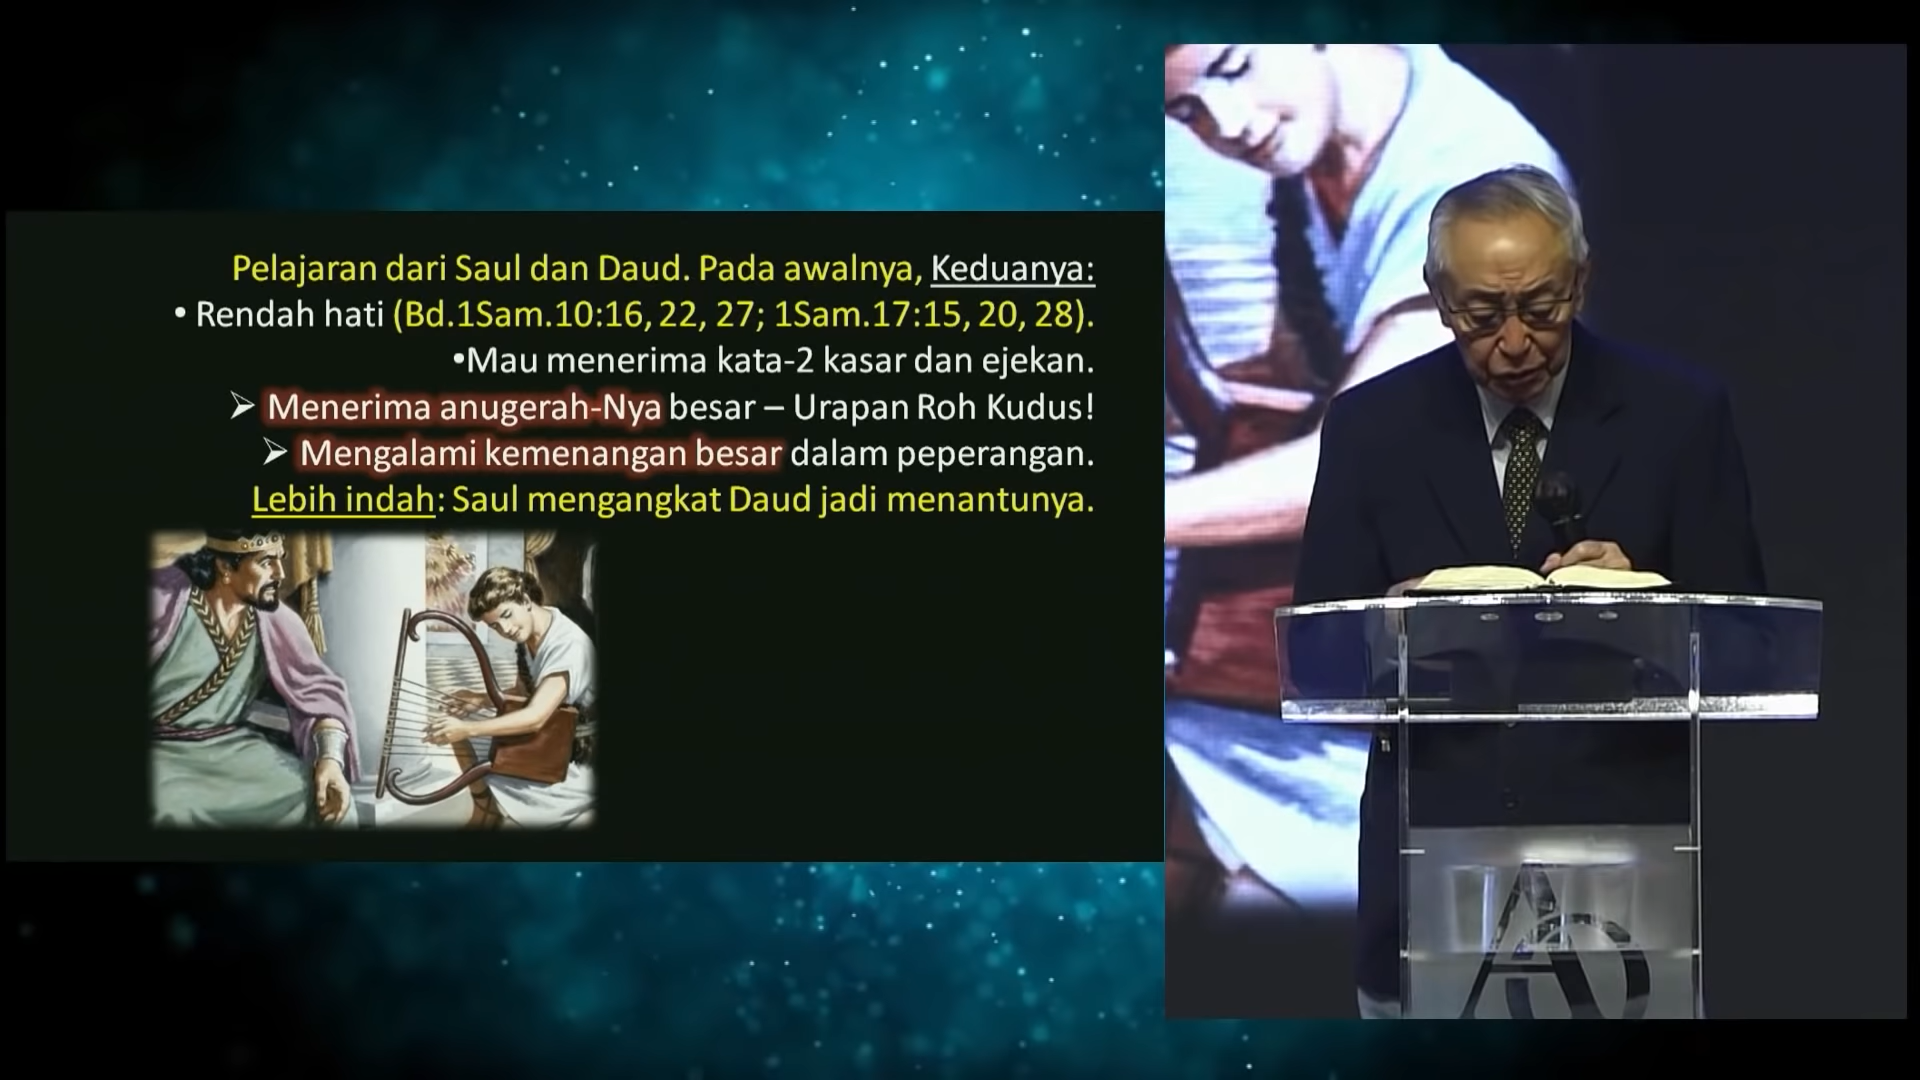 Pelajaran dari Saul dan Daud. Pada awalnya, Keduanya:
• Rendah hati (Bd.1Sam.10:16, 22, 27; 1Sam.17:15, 20, 28).
•Mau menerima kata-2 kasar dan ejekan.
➢ Menerima anugerah-Nya besar – Urapan Roh Kudus!
➢ Mengalami kemenangan besar dalam peperangan.
Lebih indah: Saul mengangkat Daud jadi menantunya.